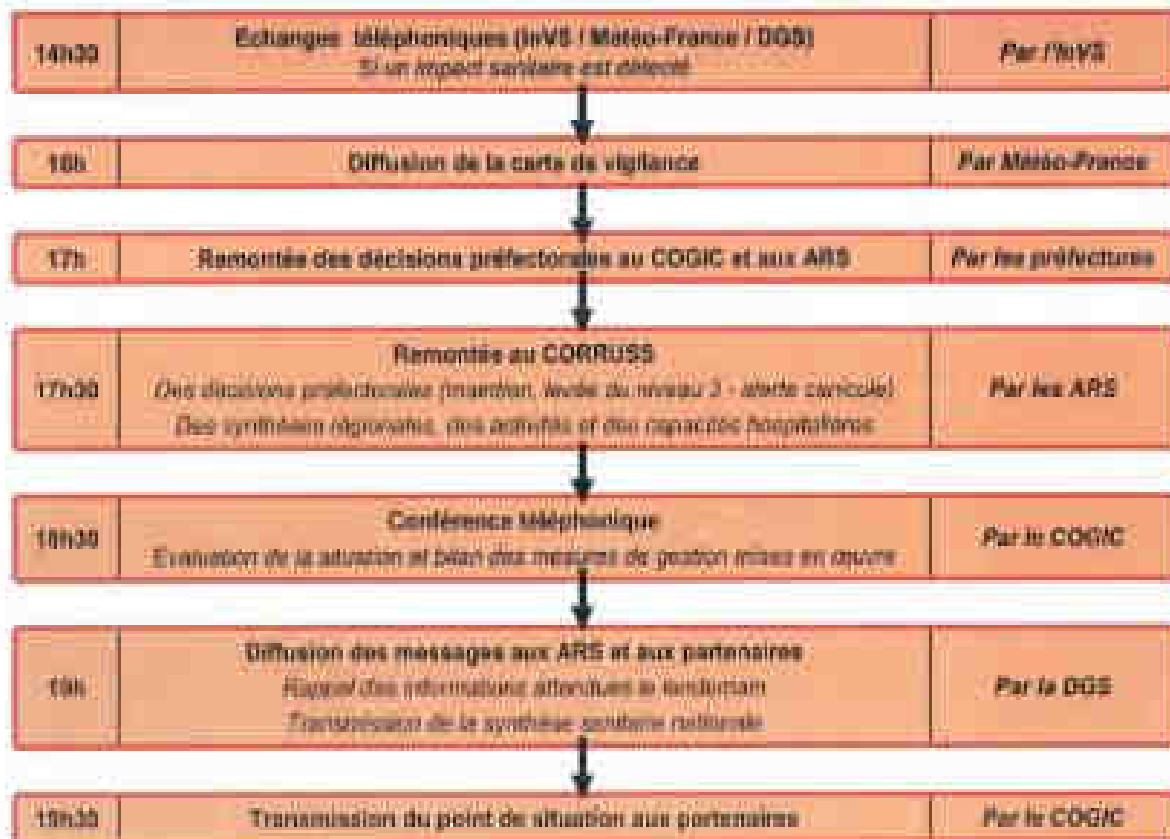 14h30
Echanges téléphoniques (InVS / Météo-France / DGS)
Si un impact sanitaire est détecté
Par l'InVS
16h
Diffusion de la carte de vigilance
Par Météo-France
17h
Remontée des décisions préfectorales au COGIC et aux ARS
Par les préfectures
17h30
Remontée au CORRUSS
Des décisions préfectorales (maintien, levée du niveau 3 - alerte canicule)
Des synthèses régionales, des activités et des capacités hospitalières
Par les ARS
18h30
Conférence téléphonique
Evaluation de la situation et bilan des mesures de gestion mises en œuvre
Par le COGIC
19h
Diffusion des messages aux ARS et aux partenaires
Rappel des informations attendues le lendemain
Transmission de la synthèse sanitaire nationale
Par la DGS
19h30
Transmission du point de situation aux partenaires
Par le COGIC